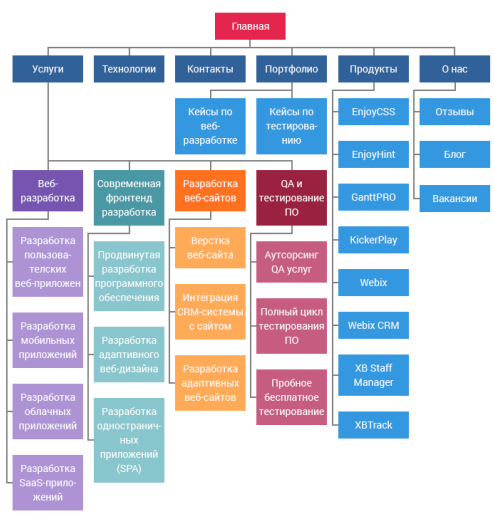 Главная
Услуги
Технологии
Контакты
Портфолио
Продукты
О нас
Кейсы по
веб-
разработке
Кейсы по
тестирова-
нию
EnjoyCSS
EnjoyHint
GanttPRO
KickerPlay
Webix
Webix CRM
XB Staff
Manager
XBTrack
Отзывы
Блог
Вакансии
Веб-
разработка
Разработка
пользова-
телских
веб-приложен
Разработка
мобильных
приложений
Разработка
облачных
приложений
Разработка
SaaS-прило-
жений
Современная
фронтенд
разработка
Продвинутая
разработка
программного
обеспечения
Разработка
адаптивного
веб-дизайна
Разработка
одностранич-
ных
приложений
(SPA)
Разработка
веб-сайтов
Верстка
веб-сайта
Интеграция
CRM-системы
с сайтом
Разработка
адаптивных
веб-сайтов
QA и
тестирование
ПО
Аутсорсинг
QA услуг
Полный цикл
тестирования
ПО
Пробное
бесплатное
тестирование